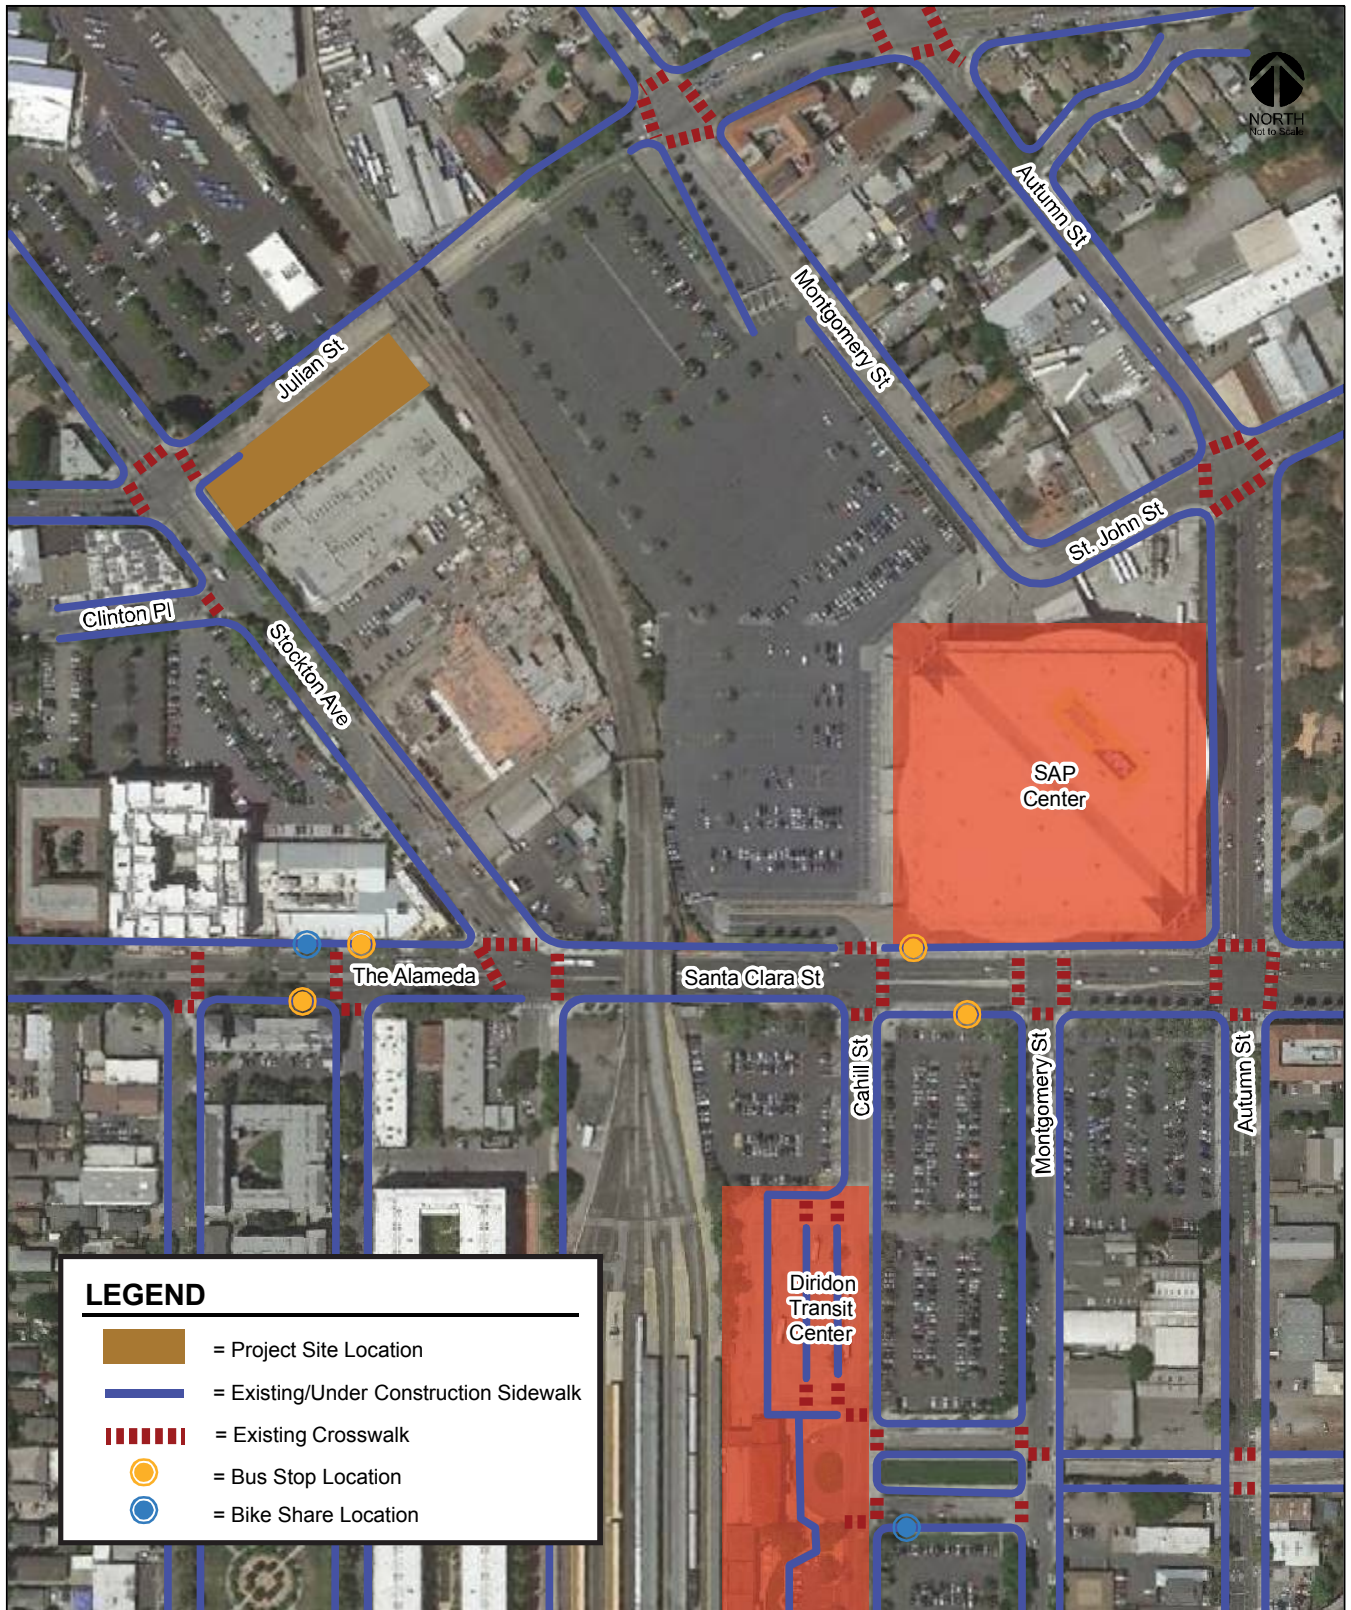 NORTH
Not to Scale
Autumn St
Montgomery St
Julian St
St. John St
Clinton Pl
Stockton Ave
SAP
Center
The Alameda
Santa Clara St
Cahill St
Montgomery St
Autumn St
Diridon
Transit
Center
LEGEND
= Project Site Location
= Existing/Under Construction Sidewalk
= Existing Crosswalk
= Bus Stop Location
= Bike Share Location